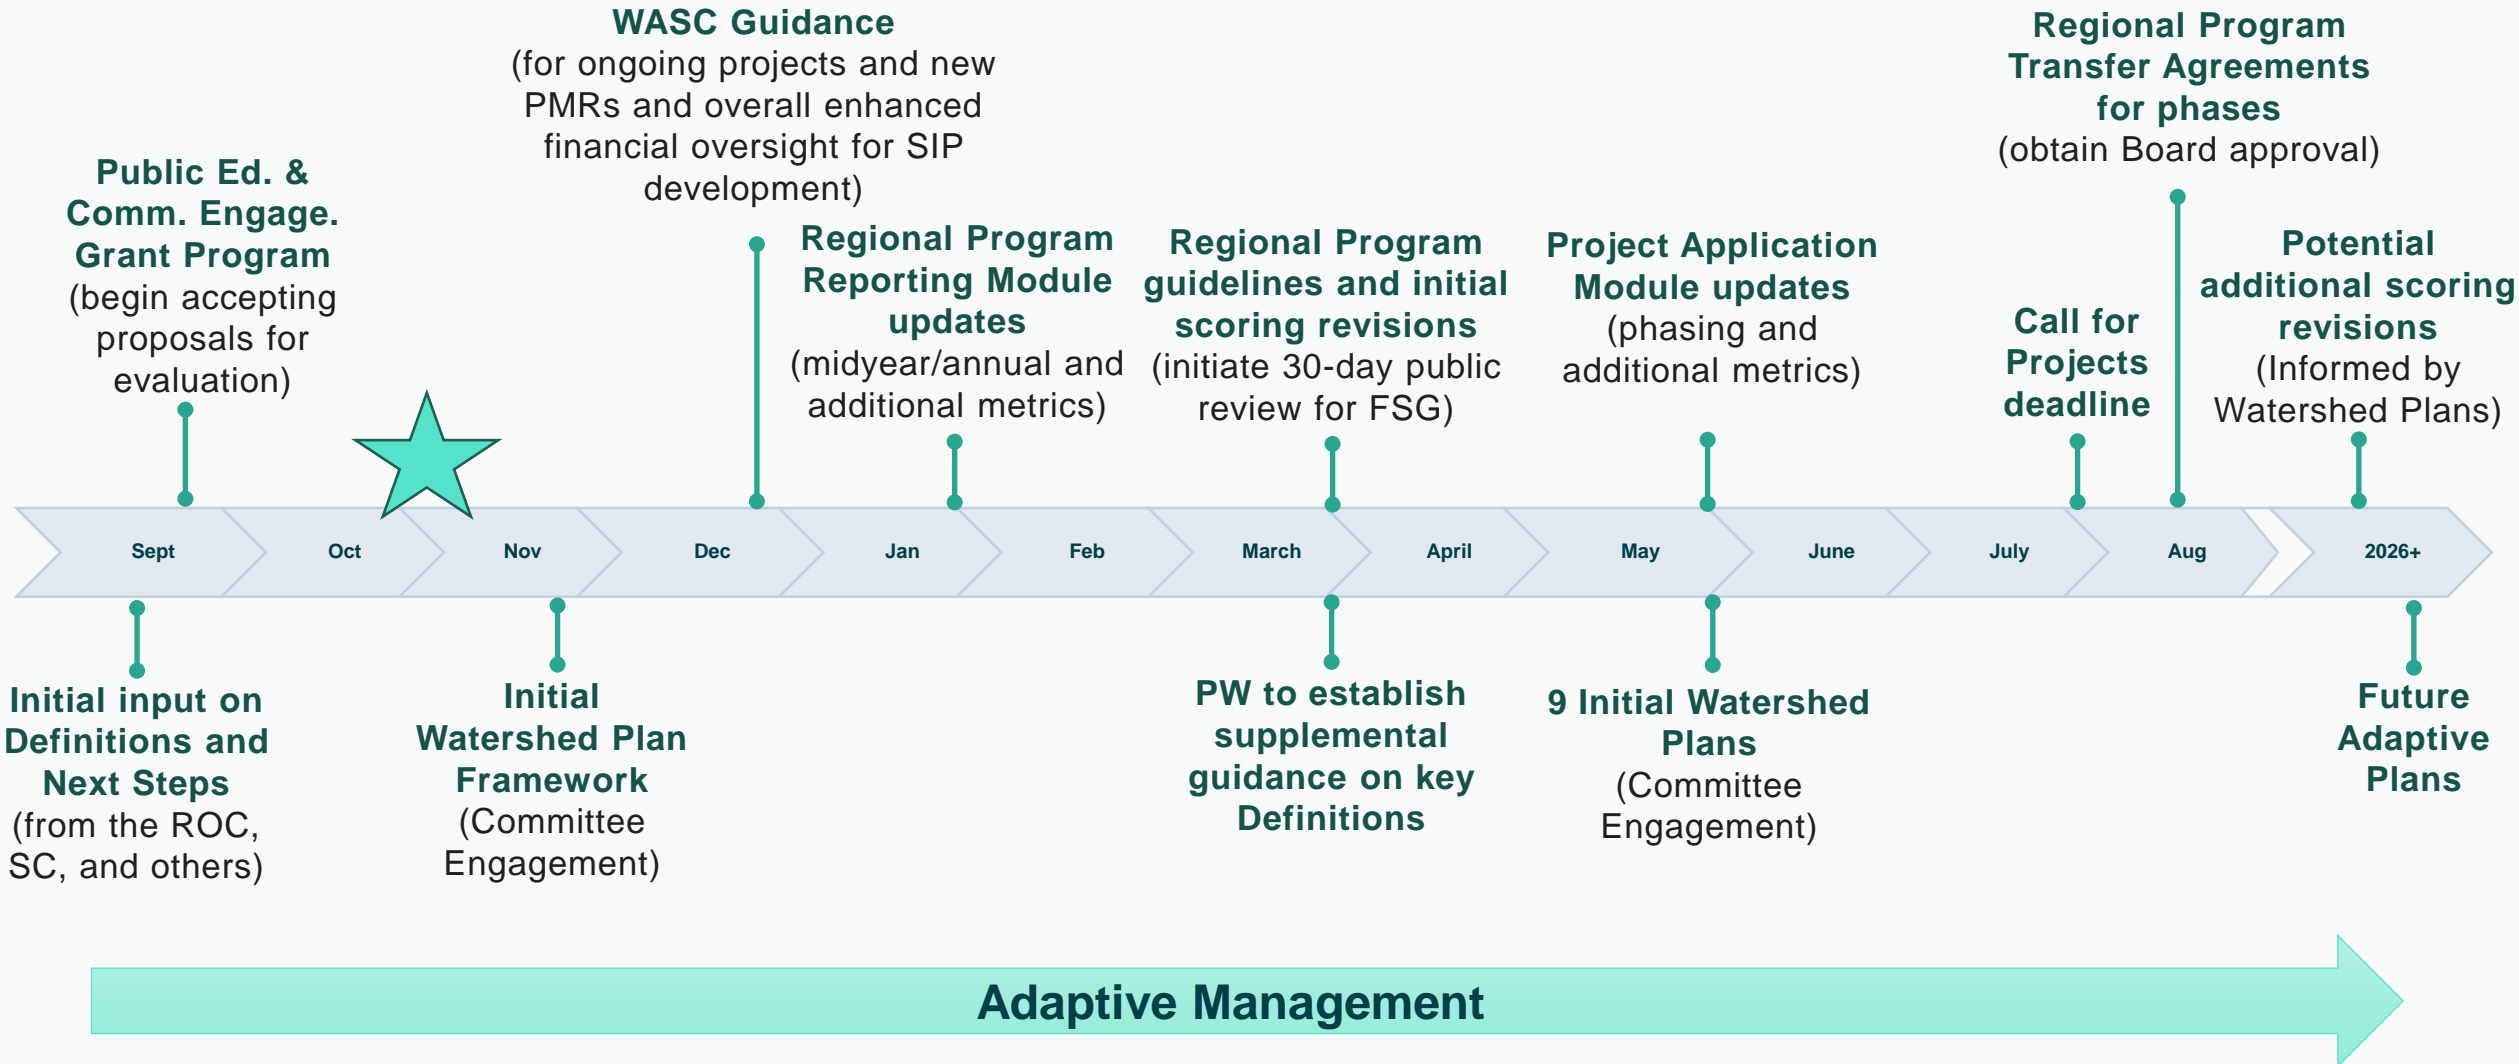 WASC Guidance
(for ongoing projects and new
PMRs and overall enhanced
financial oversight for SIP
development)
Regional Program
Transfer Agreements
for phases
(obtain Board approval)
Public Ed. &
Comm. Engage.
Grant Program
(begin accepting
proposals for
evaluation)
Regional Program
Reporting Module
updates
(midyear/annual and
additional metrics)
Regional Program
guidelines and initial
scoring revisions
(initiate 30-day public
review for FSG)
Project Application
Module updates
(phasing and
additional metrics)
Call for
Projects
deadline
Potential
additional scoring
revisions
(Informed by
Watershed Plans)
Sept
Oct
Nov
Dec
Jan
Feb
March
April
May
June
July
Aug
2026+
Initial input on
Definitions and
Next Steps
(from the ROC,
SC, and others)
Initial
Watershed Plan
Framework
(Committee
Engagement)
PW to establish
supplemental
guidance on key
Definitions
9 Initial Watershed
Plans
(Committee
Engagement)
Future
Adaptive
Plans
Adaptive Management